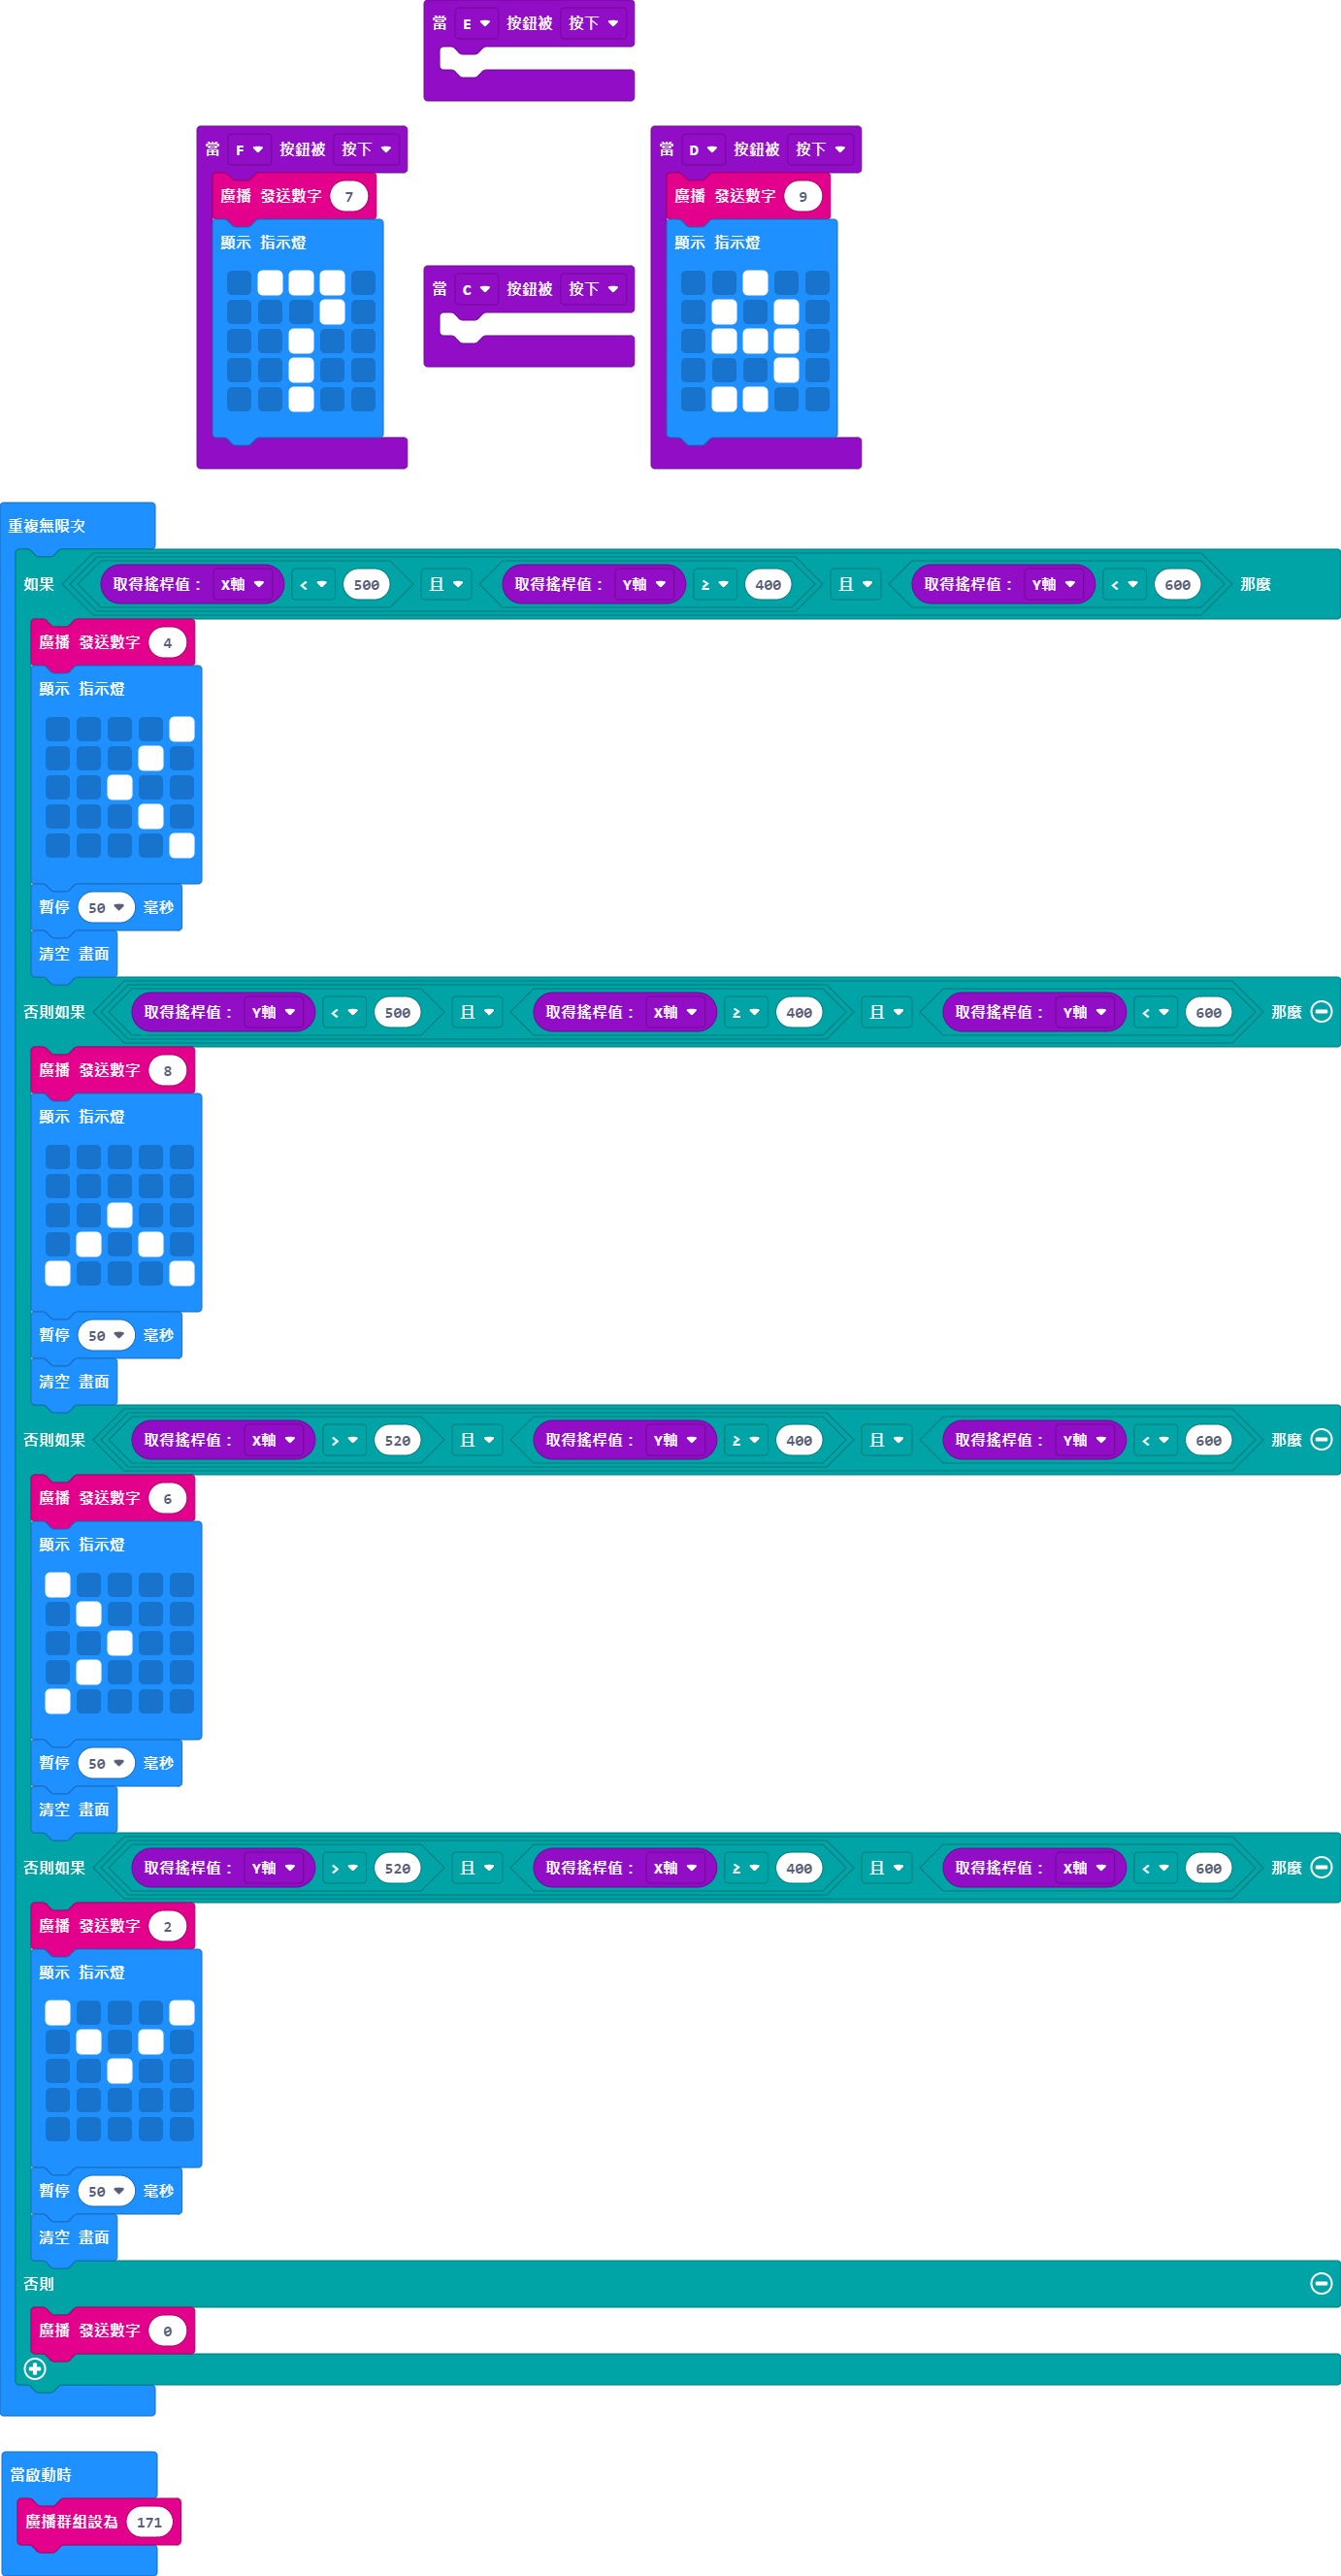 當 E 按鈕被 按下
當 F 按鈕被 按下
廣播 發送數字 7
顯示 指示燈
當 D 按鈕被 按下
廣播 發送數字 9
顯示 指示燈
當 C 按鈕被 按下
重複無限次
如果 取得搖桿值： X軸 < 500 且 取得搖桿值： Y軸 ≥ 400 且 取得搖桿值： Y軸 < 600 那麼
廣播 發送數字 4
顯示 指示燈
暫停 50 毫秒
清空 畫面
否則如果 取得搖桿值： Y軸 < 500 且 取得搖桿值： X軸 ≥ 400 且 取得搖桿值： Y軸 < 600 那麼
廣播 發送數字 8
顯示 指示燈
暫停 50 毫秒
清空 畫面
否則如果 取得搖桿值： X軸 > 520 且 取得搖桿值： Y軸 ≥ 400 且 取得搖桿值： Y軸 < 600 那麼
廣播 發送數字 6
顯示 指示燈
暫停 50 毫秒
清空 畫面
否則如果 取得搖桿值： Y軸 > 520 且 取得搖桿值： X軸 ≥ 400 且 取得搖桿值： X軸 < 600 那麼
廣播 發送數字 2
顯示 指示燈
暫停 50 毫秒
清空 畫面
否則
廣播 發送數字 0
當啟動時
廣播群組設為 171